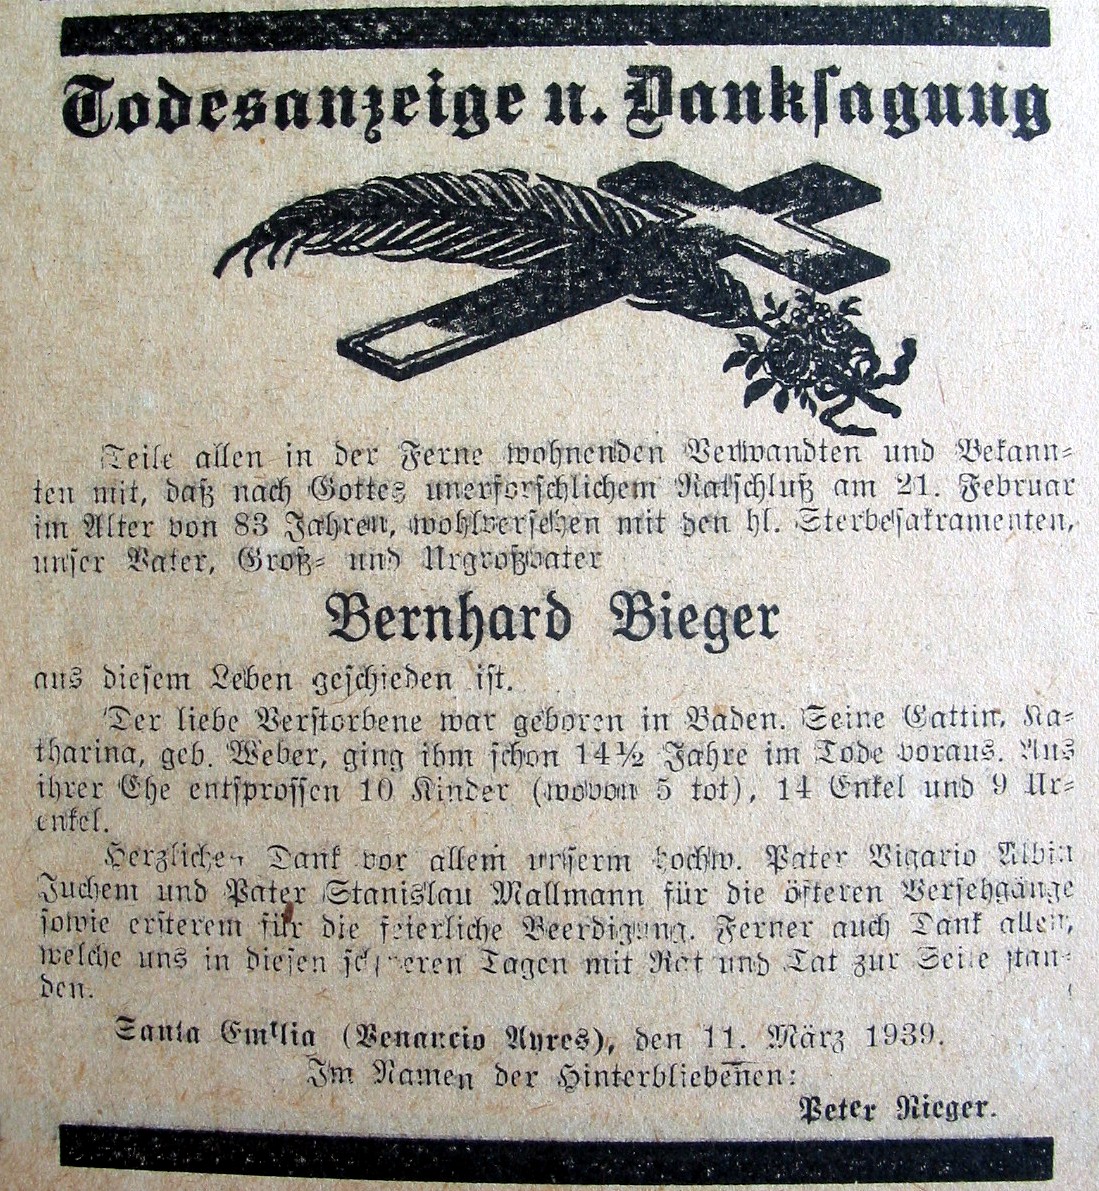 Todesanzeige u. Danksagung
Teile allen in der Ferne wohnenden Verwandten und Bekann-
ten mit, daß nach Gottes unerforschlichem Ratschluß am 21. Februar
im Alter von 83 Jahren, wohlversehen mit den hl. Sterbesakramenten,
unser Vater, Groß- und Urgroßvater
Bernhard Bieger
aus diesem Leben geschieden ist.
Der liebe Verstorbene war geboren in Baden. Seine Gattin, Ka-
tharina, geb. Weber, ging ihm schon 14½ Jahre im Tode voraus. Aus
ihrer Ehe entsprossen 10 Kinder (wovon 5 tot), 14 Enkel und 9 Ur-
enkel.
Herzlichen Dank vor allem unserm hochw. Pater Vigario Albin
Juchem und Pater Stanislau Mallmann für die öfteren Versehgänge
sowie ersterem für die feierliche Beerdigung. Ferner auch Dank allen,
welche uns in diesen schweren Tagen mit Rat und Tat zur Seite stan-
den.
Santa Emilia (Venancio Ayres), den 11. März 1939.
Im Namen der Hinterbliebenen:
Peter Rieger.